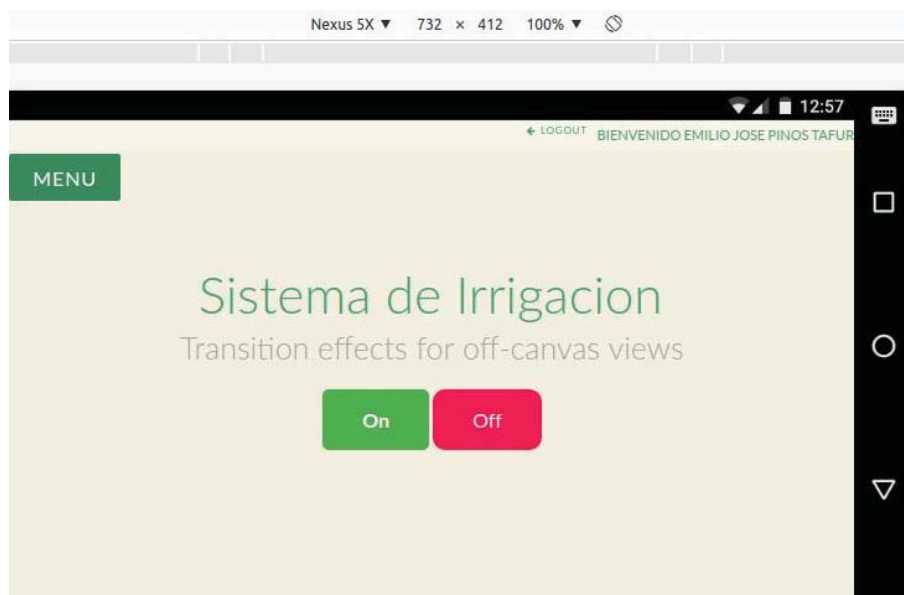 Nexus 5X ▼ 732 × 412 100% ▼
12:57
← LOGOUT BIENVENIDO EMILIO JOSE PINOS TAFUR
MENU
Sistema de Irrigacion
Transition effects for off-canvas views
On Off